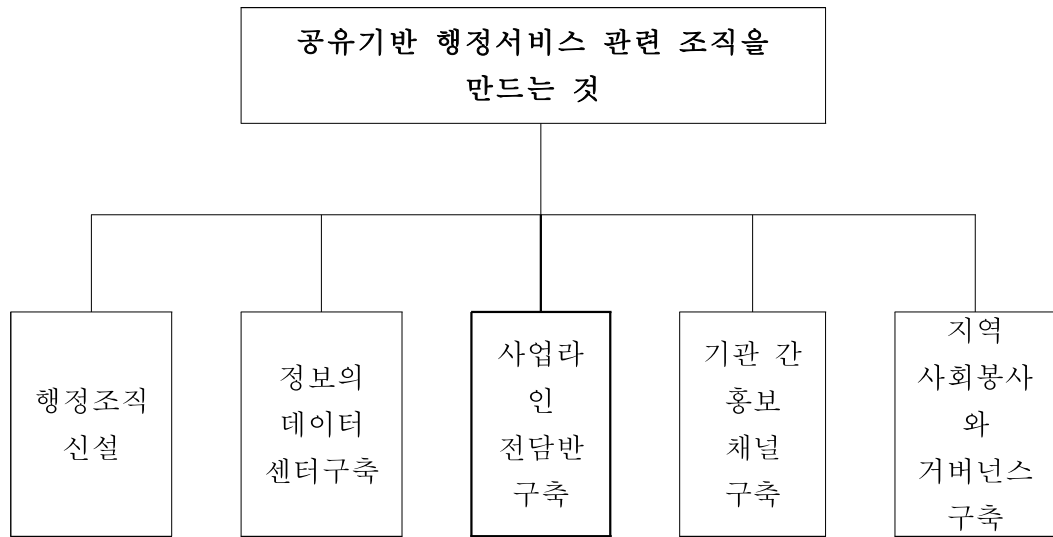 공유기반 행정서비스 관련 조직을
만드는 것
행정조직
신설
정보의
데이터
센터구축
사업라
인
전담반
구축
기관 간
홍보
채널
구축
지역
사회봉사
와
거버넌스
구축